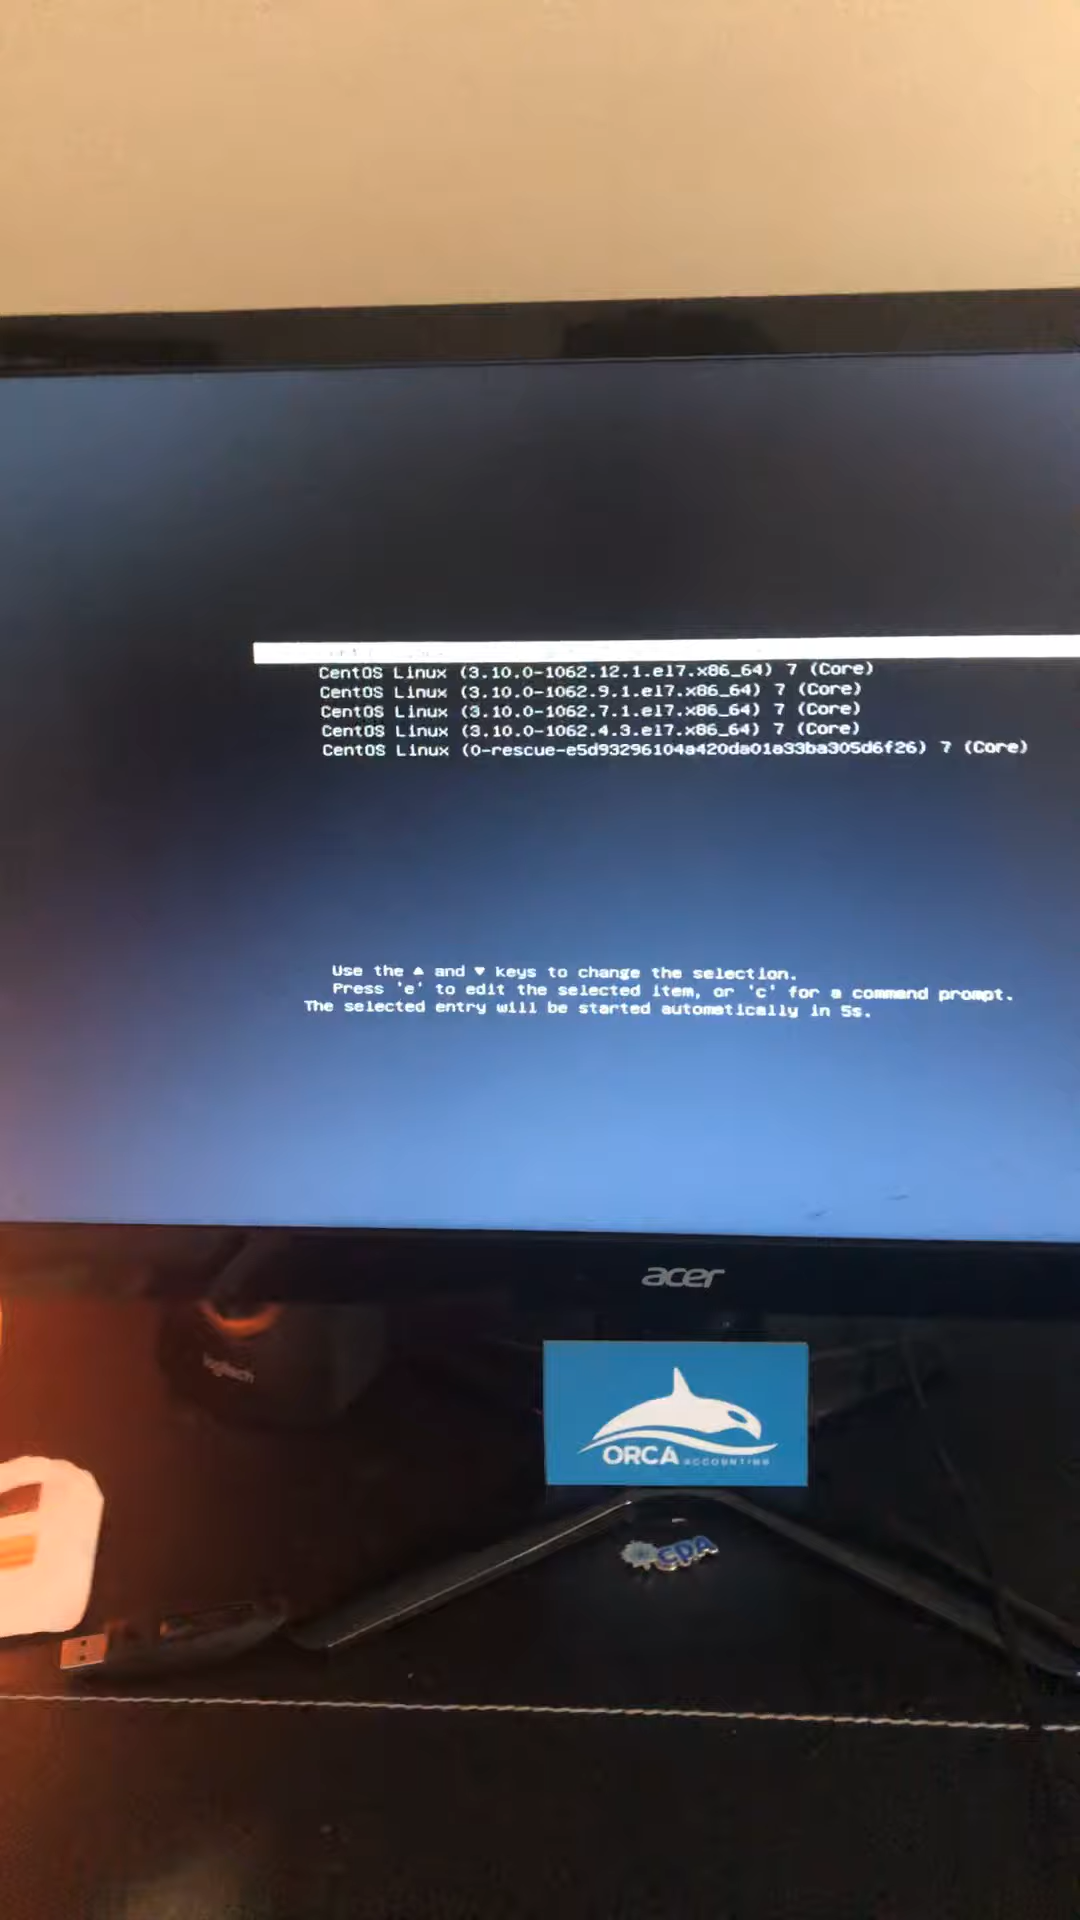 CentOS Linux (3.10.0-1062.12.1.el7.x86_64) 7 (Core)
CentOS Linux (3.10.0-1062.9.1.el7.x86_64) 7 (Core)
CentOS Linux (3.10.0-1062.7.1.el7.x86_64) 7 (Core)
CentOS Linux (3.10.0-1062.4.3.el7.x86_64) 7 (Core)
CentOS Linux (0-rescue-e5d93296104a420da01a33ba305d6f26) 7 (Core)
Use the ▲ and ▼ keys to change the selection.
Press 'e' to edit the selected item, or 'c' for a command prompt.
The selected entry will be started automatically in 5s.
acer
logitech
ORCA ACCOUNTING
CPA